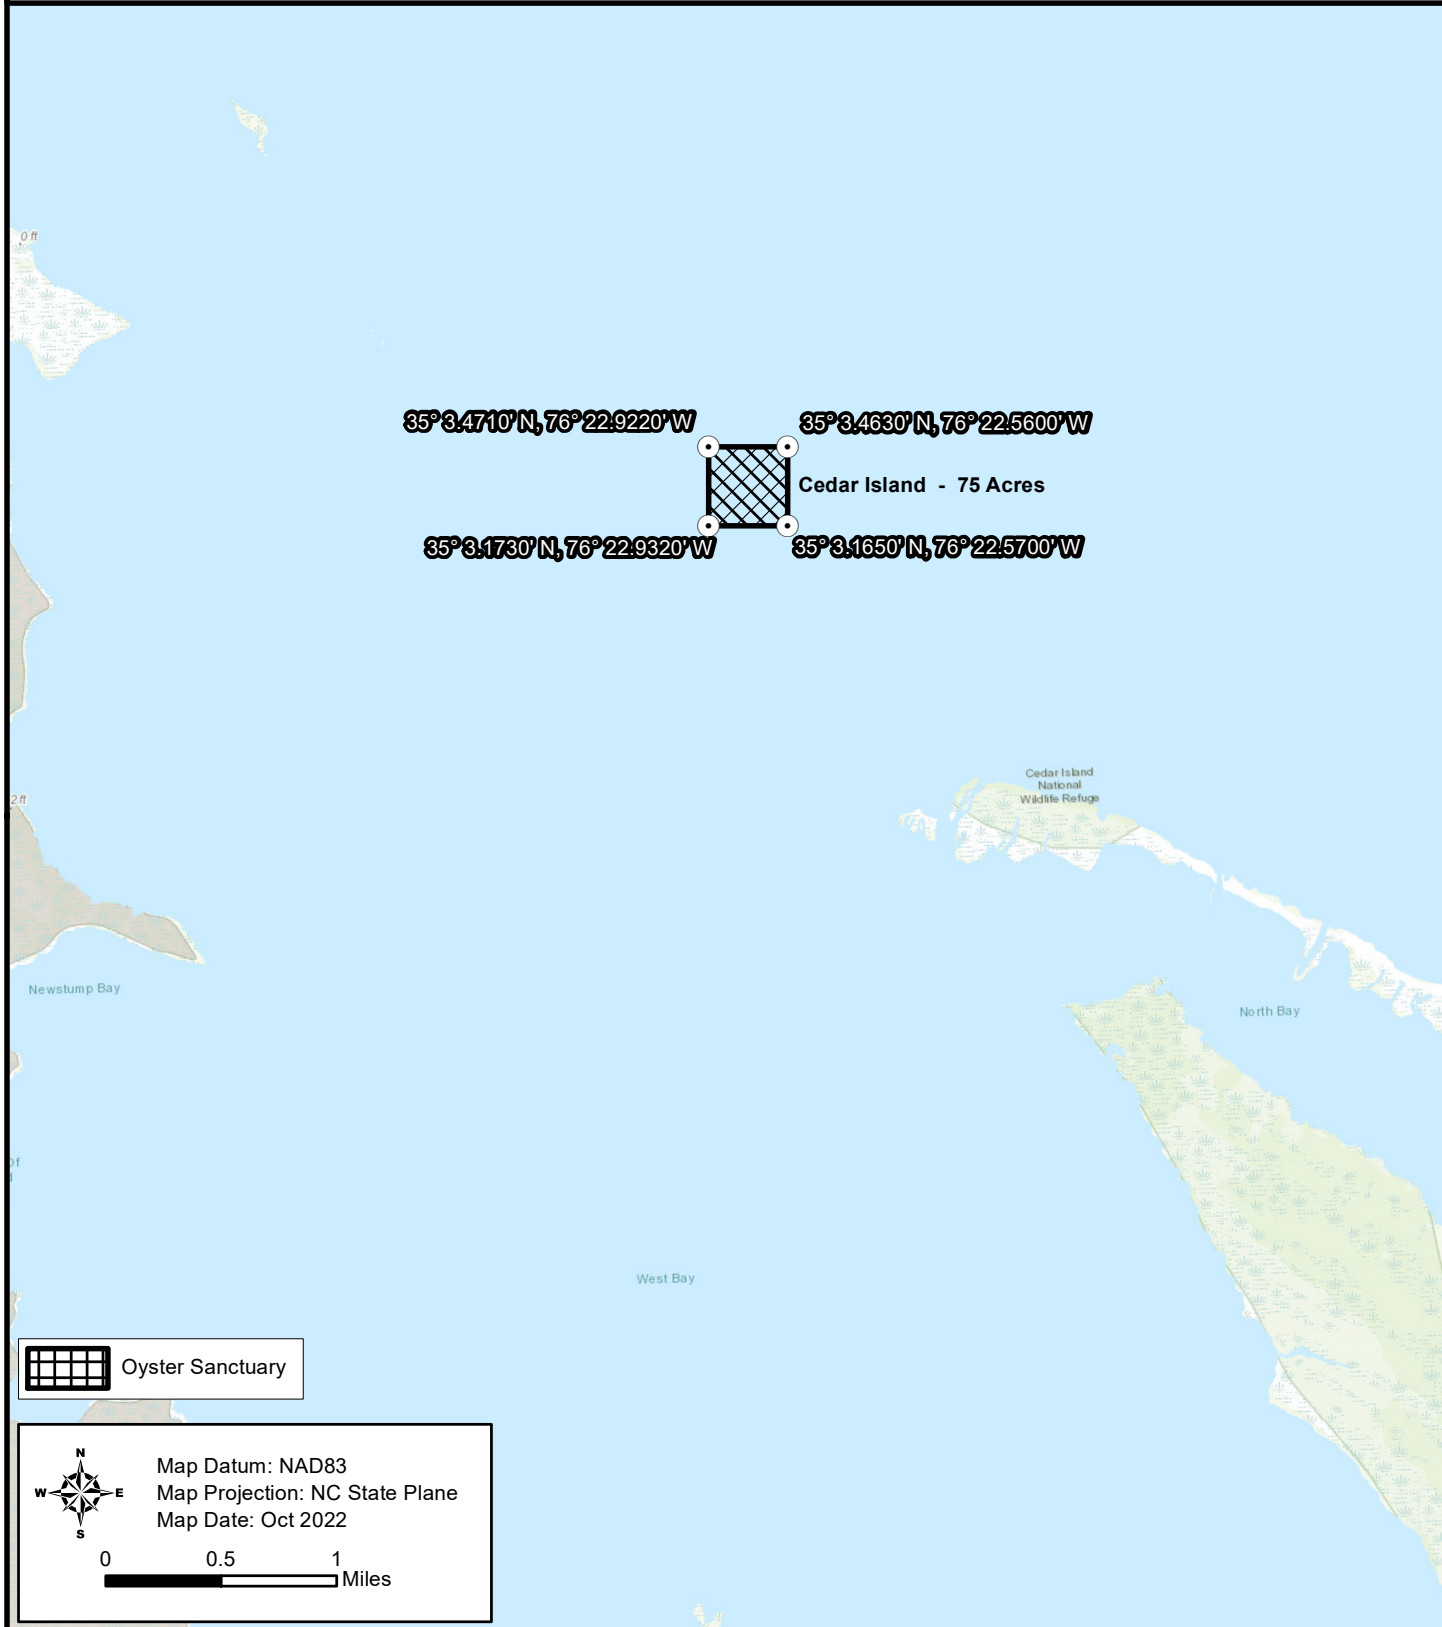 0 ft
35° 3.4710' N, 76° 22.9220' W
35° 3.4630' N, 76° 22.5600' W
Cedar Island - 75 Acres
35° 3.1730' N, 76° 22.9320' W
35° 3.1650' N, 76° 22.5700' W
Cedar Island
National
Wildlife Refuge
2 ft
Newstump Bay
North Bay
Of
West Bay
Oyster Sanctuary
N
W E
S
Map Datum: NAD83
Map Projection: NC State Plane
Map Date: Oct 2022
0 0.5 1
Miles